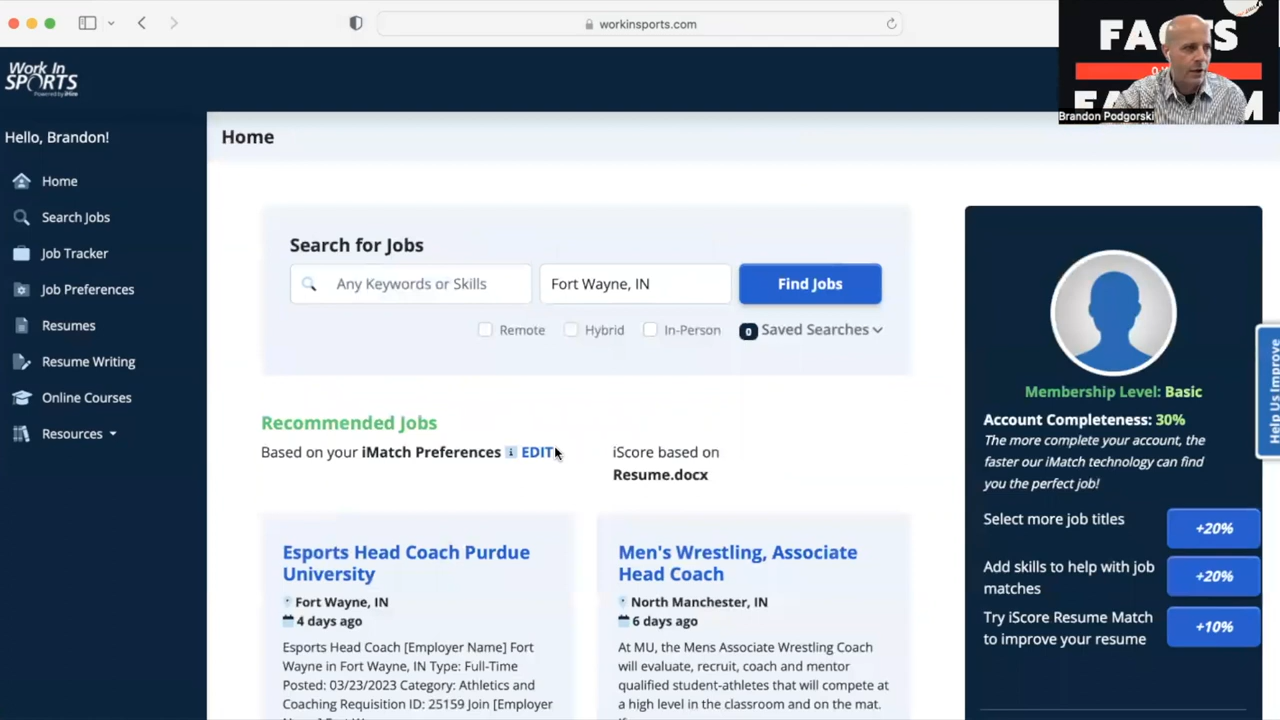 workinsports.com
FACTS
Brandon Podgorski
Work In
SPORTS
Powered by iHire
Hello, Brandon!
Home
Home
Search Jobs
Job Tracker
Job Preferences
Resumes
Resume Writing
Online Courses
Resources
Search for Jobs
Any Keywords or Skills
Fort Wayne, IN
Find Jobs
Remote
Hybrid
In-Person
0 Saved Searches
Recommended Jobs
Based on your iMatch Preferences i EDIT
iScore based on
Resume.docx
Esports Head Coach Purdue
University
Fort Wayne, IN
4 days ago
Esports Head Coach [Employer Name] Fort
Wayne in Fort Wayne, IN Type: Full-Time
Posted: 03/23/2023 Category: Athletics and
Coaching Requisition ID: 25159 Join [Employer
Men's Wrestling, Associate
Head Coach
North Manchester, IN
6 days ago
At MU, the Mens Associate Wrestling Coach
will evaluate, recruit, coach and mentor
qualified student-athletes that will compete at
a high level in the classroom and on the mat.
Membership Level: Basic
Account Completeness: 30%
The more complete your account, the
faster our iMatch technology can find
you the perfect job!
Select more job titles
+20%
Add skills to help with job
matches
+20%
Try iScore Resume Match
to improve your resume
+10%
Help Us Improve